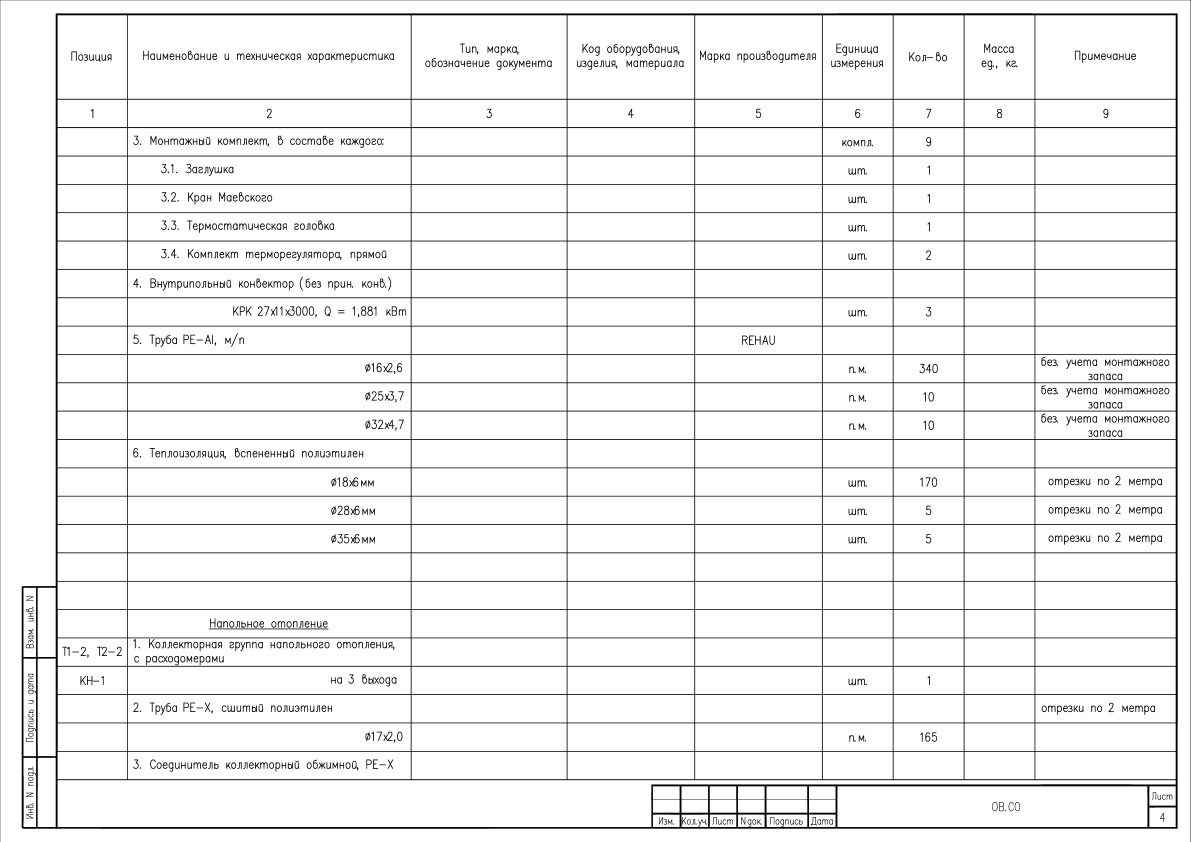 Позиция
Наименование и техническая характеристика
Тип, марка,
обозначение документа
Код оборудования,
изделия, материала
Марка производителя
Единица
измерения
Кол-во
Масса
ед., кг.
Примечание
1 2 3 4 5 6 7 8 9
3. Монтажный комплект, в составе каждого: компл. 9
3.1. Заглушка шт. 1
3.2. Кран Маевского шт. 1
3.3. Термостатическая головка шт. 1
3.4. Комплект терморегулятора, прямой шт. 2
4. Внутрипольный конвектор (без прин. конв.)
КРК 27х11х3000, Q = 1,881 кВт шт. 3
5. Труба PE-Al, м/п REHAU
Ø16х2,6 п.м. 340 без. учета монтажного
запаса
Ø25х3,7 п.м. 10 без. учета монтажного
запаса
Ø32х4,7 п.м. 10 без. учета монтажного
запаса
6. Теплоизоляция, вспененный полиэтилен
Ø18х6мм шт. 170 отрезки по 2 метра
Ø28х6мм шт. 5 отрезки по 2 метра
Ø35х6мм шт. 5 отрезки по 2 метра
Напольное отопление
Т1-2, Т2-2 1. Коллекторная группа напольного отопления,
с расходомерами
КН-1 на 3 выхода шт. 1
2. Труба PE-X, сшитый полиэтилен отрезки по 2 метра
Ø17х2,0 п.м. 165
3. Соединитель коллекторный обжимной, PE-X
Взам. инв. N
Подпись и дата
Инв. N подл.
Изм. Кол.уч. Лист Nдок. Подпись Дата
ОВ.СО
Лист
4